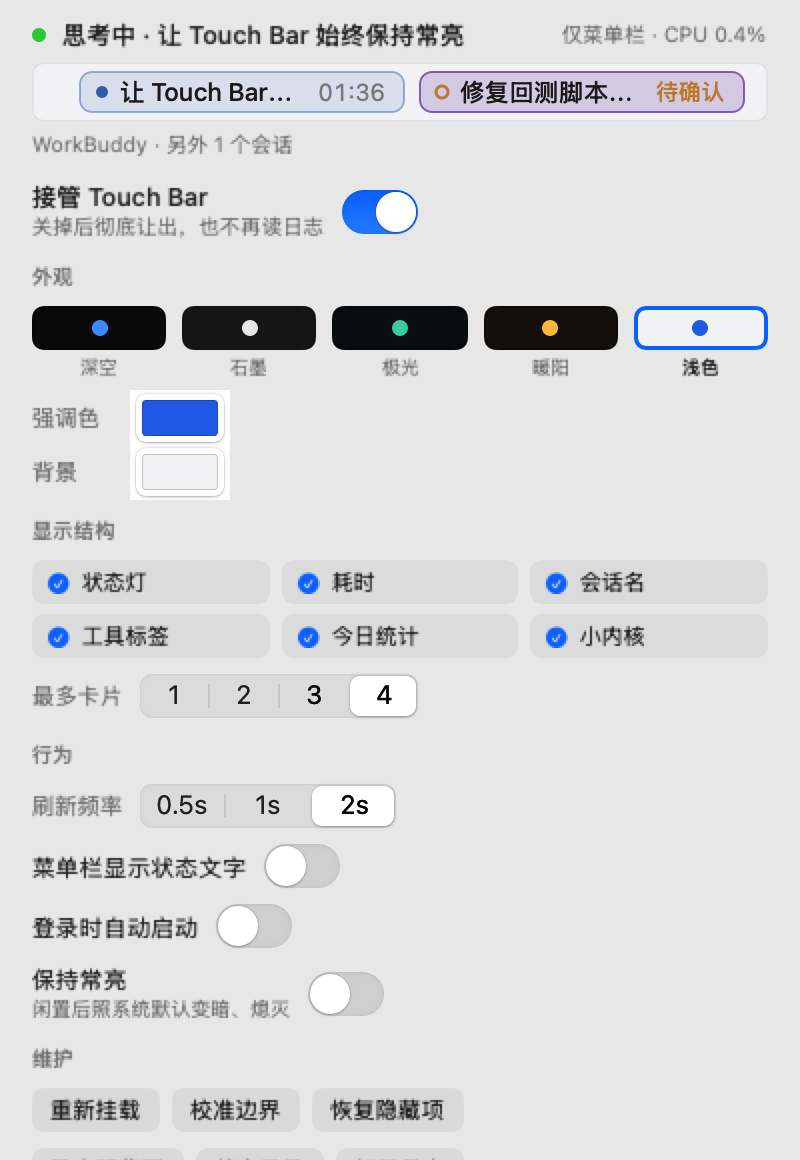 思考中 · 让 Touch Bar 始终保持常亮 仅菜单栏 · CPU 0.4%
让 Touch Bar... 01:36 修复回测脚本... 待确认
WorkBuddy · 另外 1 个会话
接管 Touch Bar
关掉后彻底让出，也不再读日志
外观
深空 石墨 极光 暖阳 浅色
强调色
背景
显示结构
状态灯 耗时 会话名
工具标签 今日统计 小内核
最多卡片 1 2 3 4
行为
刷新频率 0.5s 1s 2s
菜单栏显示状态文字
登录时自动启动
保持常亮
闲置后照系统默认变暗、熄灭
维护
重新挂载 校准边界 恢复隐藏项